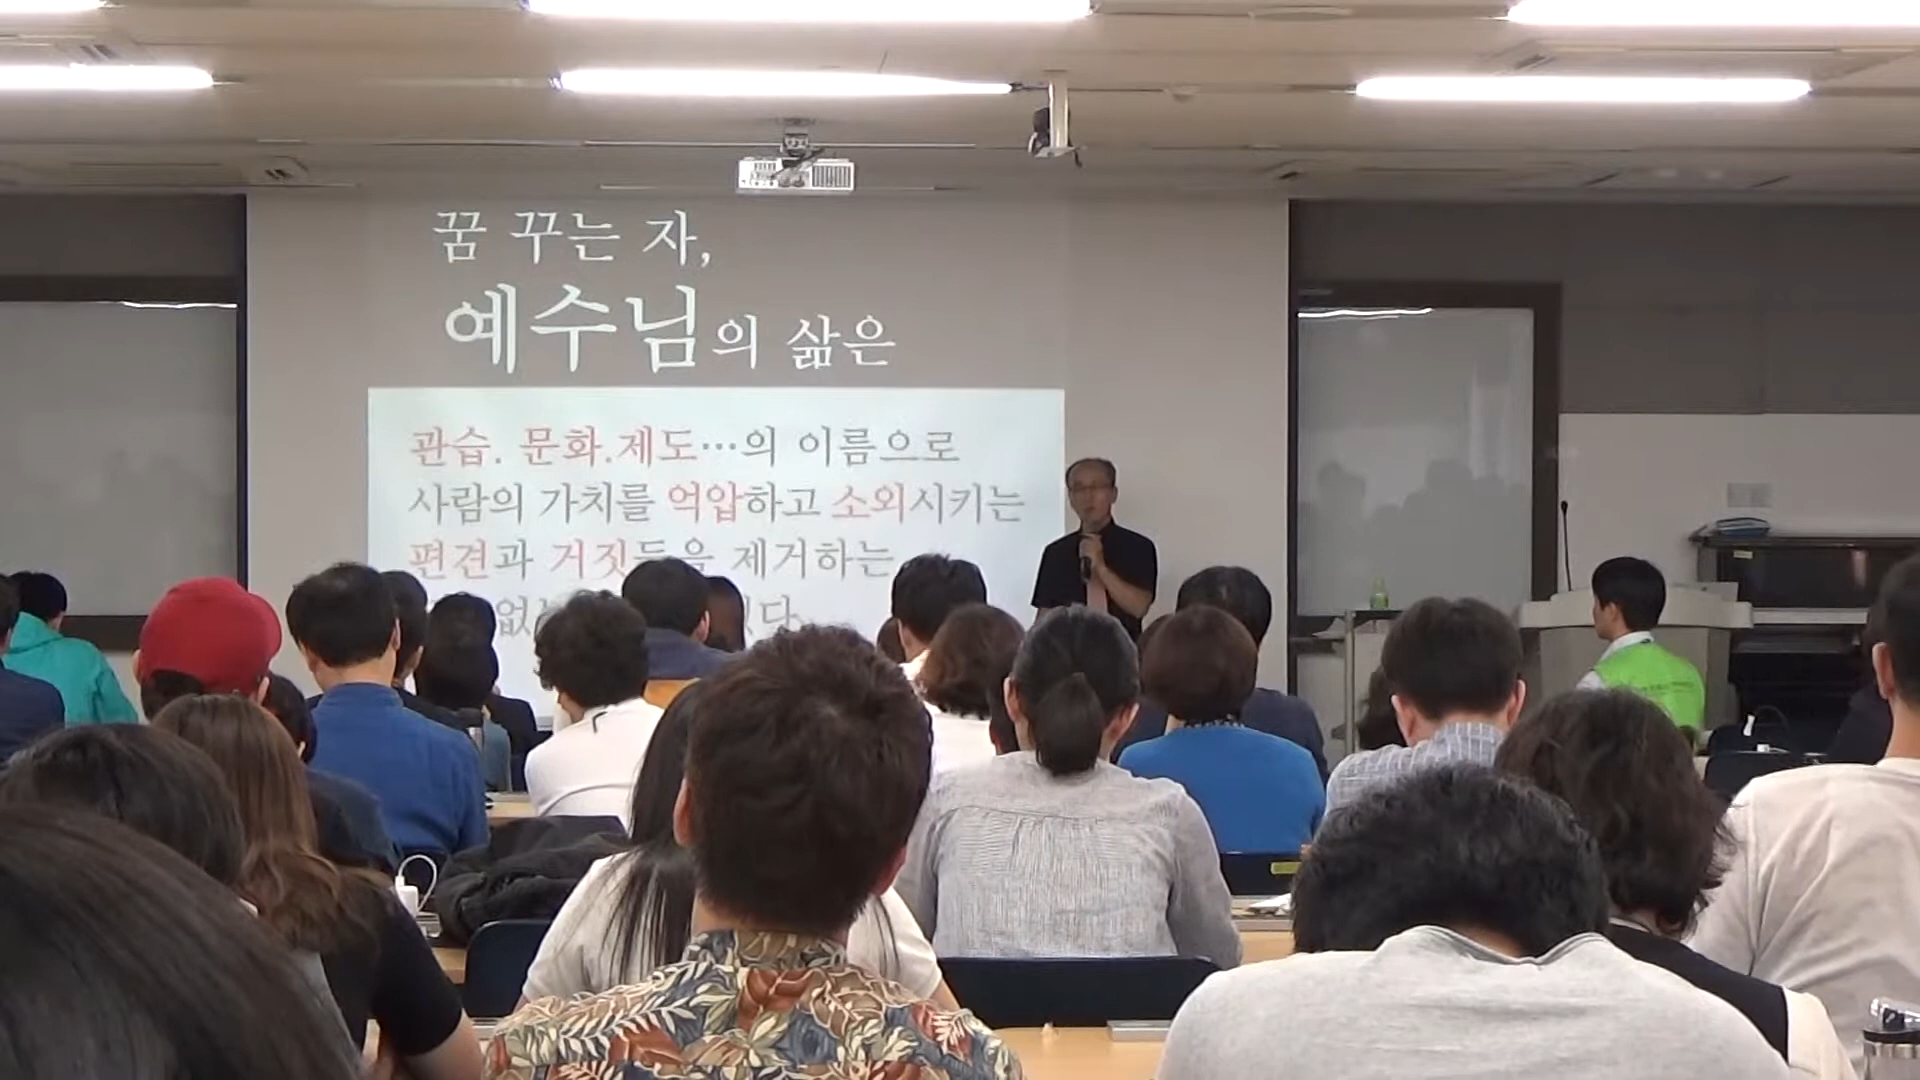 꿈 꾸는 자,
예수님의 삶은
관습. 문화.제도…의 이름으로
사람의 가치를 억압하고 소외시키는
편견과 거짓들을 제거하는